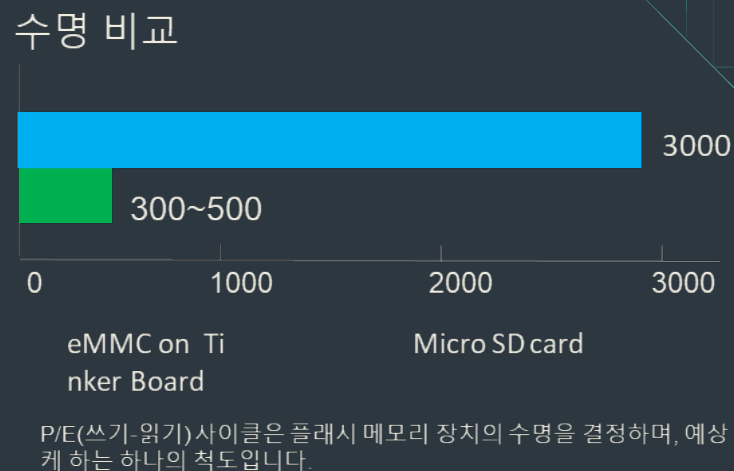 수명 비교
3000
300~500
0 1000 2000 3000
eMMC on Ti
nker Board
Micro SD card
P/E(쓰기-읽기)사이클은 플래시 메모리 장치의 수명을 결정하며, 예상
케 하는 하나의 척도입니다.